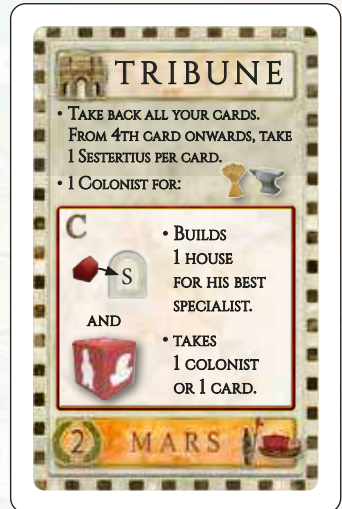 TRIBUNE
• TAKE BACK ALL YOUR CARDS.
FROM 4TH CARD ONWARDS, TAKE
1 SESTERTIUS PER CARD.
• 1 COLONIST FOR:
C
S
AND
• BUILDS
1 HOUSE
FOR HIS BEST
SPECIALIST.
• TAKES
1 COLONIST
OR 1 CARD.
2 MARS